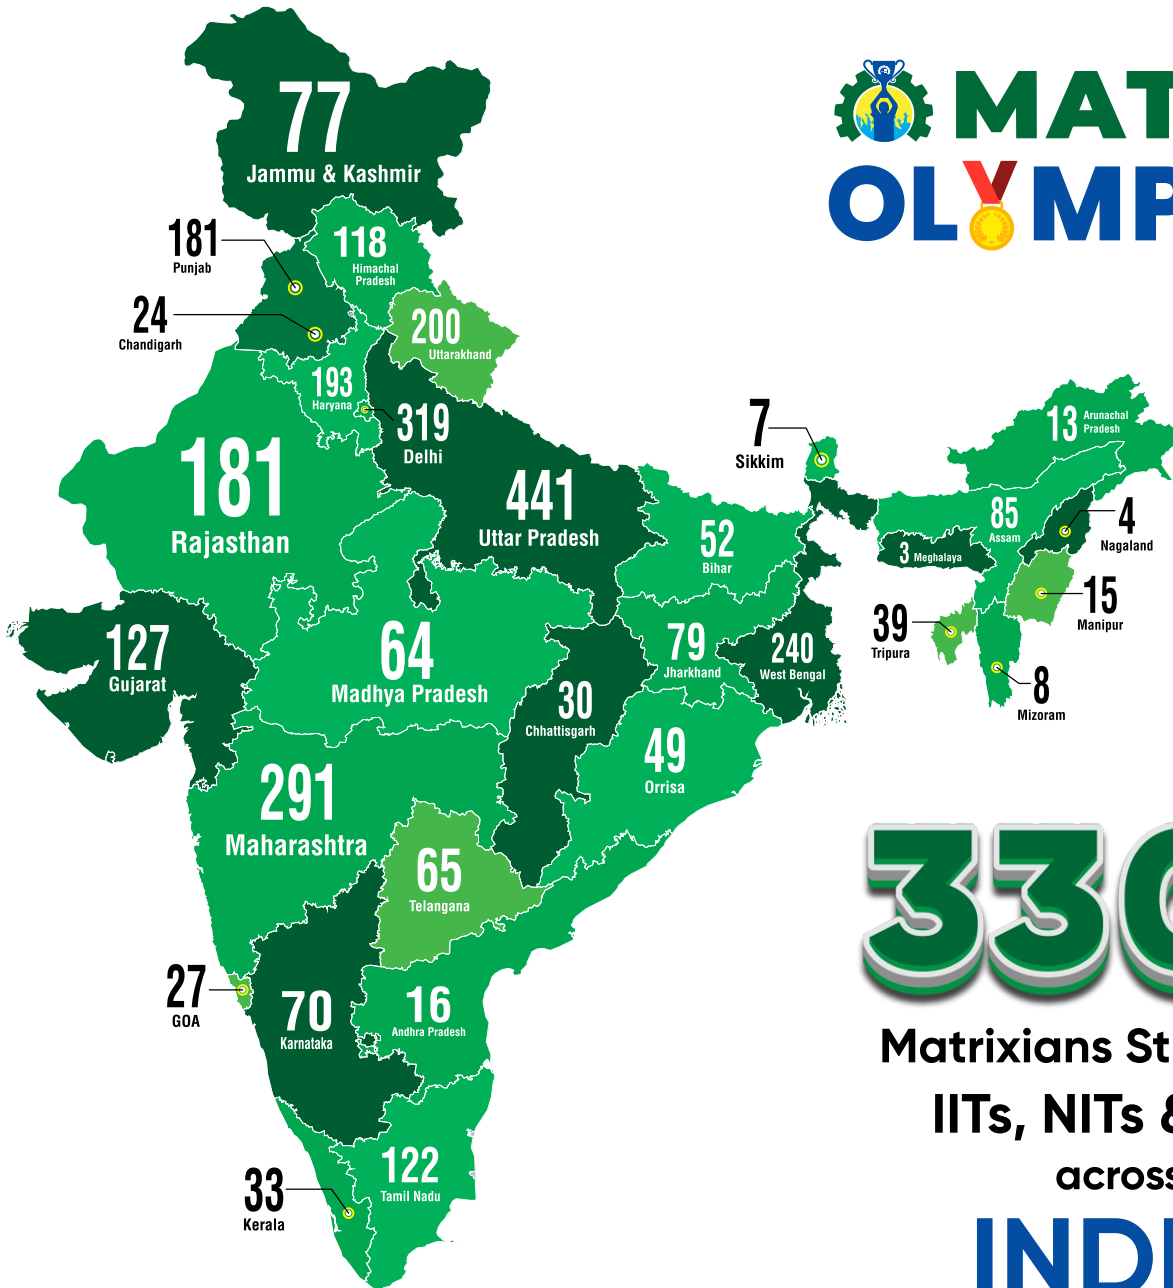 77
Jammu & Kashmir
MAT
OLYMP
181
Punjab
118
Himachal
Pradesh
24
Chandigarh
200
Uttarakhand
193
Haryana
319
Delhi
7
Sikkim
13
Arunachal
Pradesh
181
Rajasthan
441
Uttar Pradesh
52
Bihar
85
Assam
4
Nagaland
3 Meghalaya
15
Manipur
39
Tripura
8
Mizoram
127
Gujarat
64
Madhya Pradesh
79
Jharkhand
240
West Bengal
30
Chhattisgarh
49
Orrisa
291
Maharashtra
65
Telangana
27
GOA
70
Karnataka
16
Andhra Pradesh
122
Tamil Nadu
33
Kerala
33
Matrixians St
IITs, NITs &
across
INDI